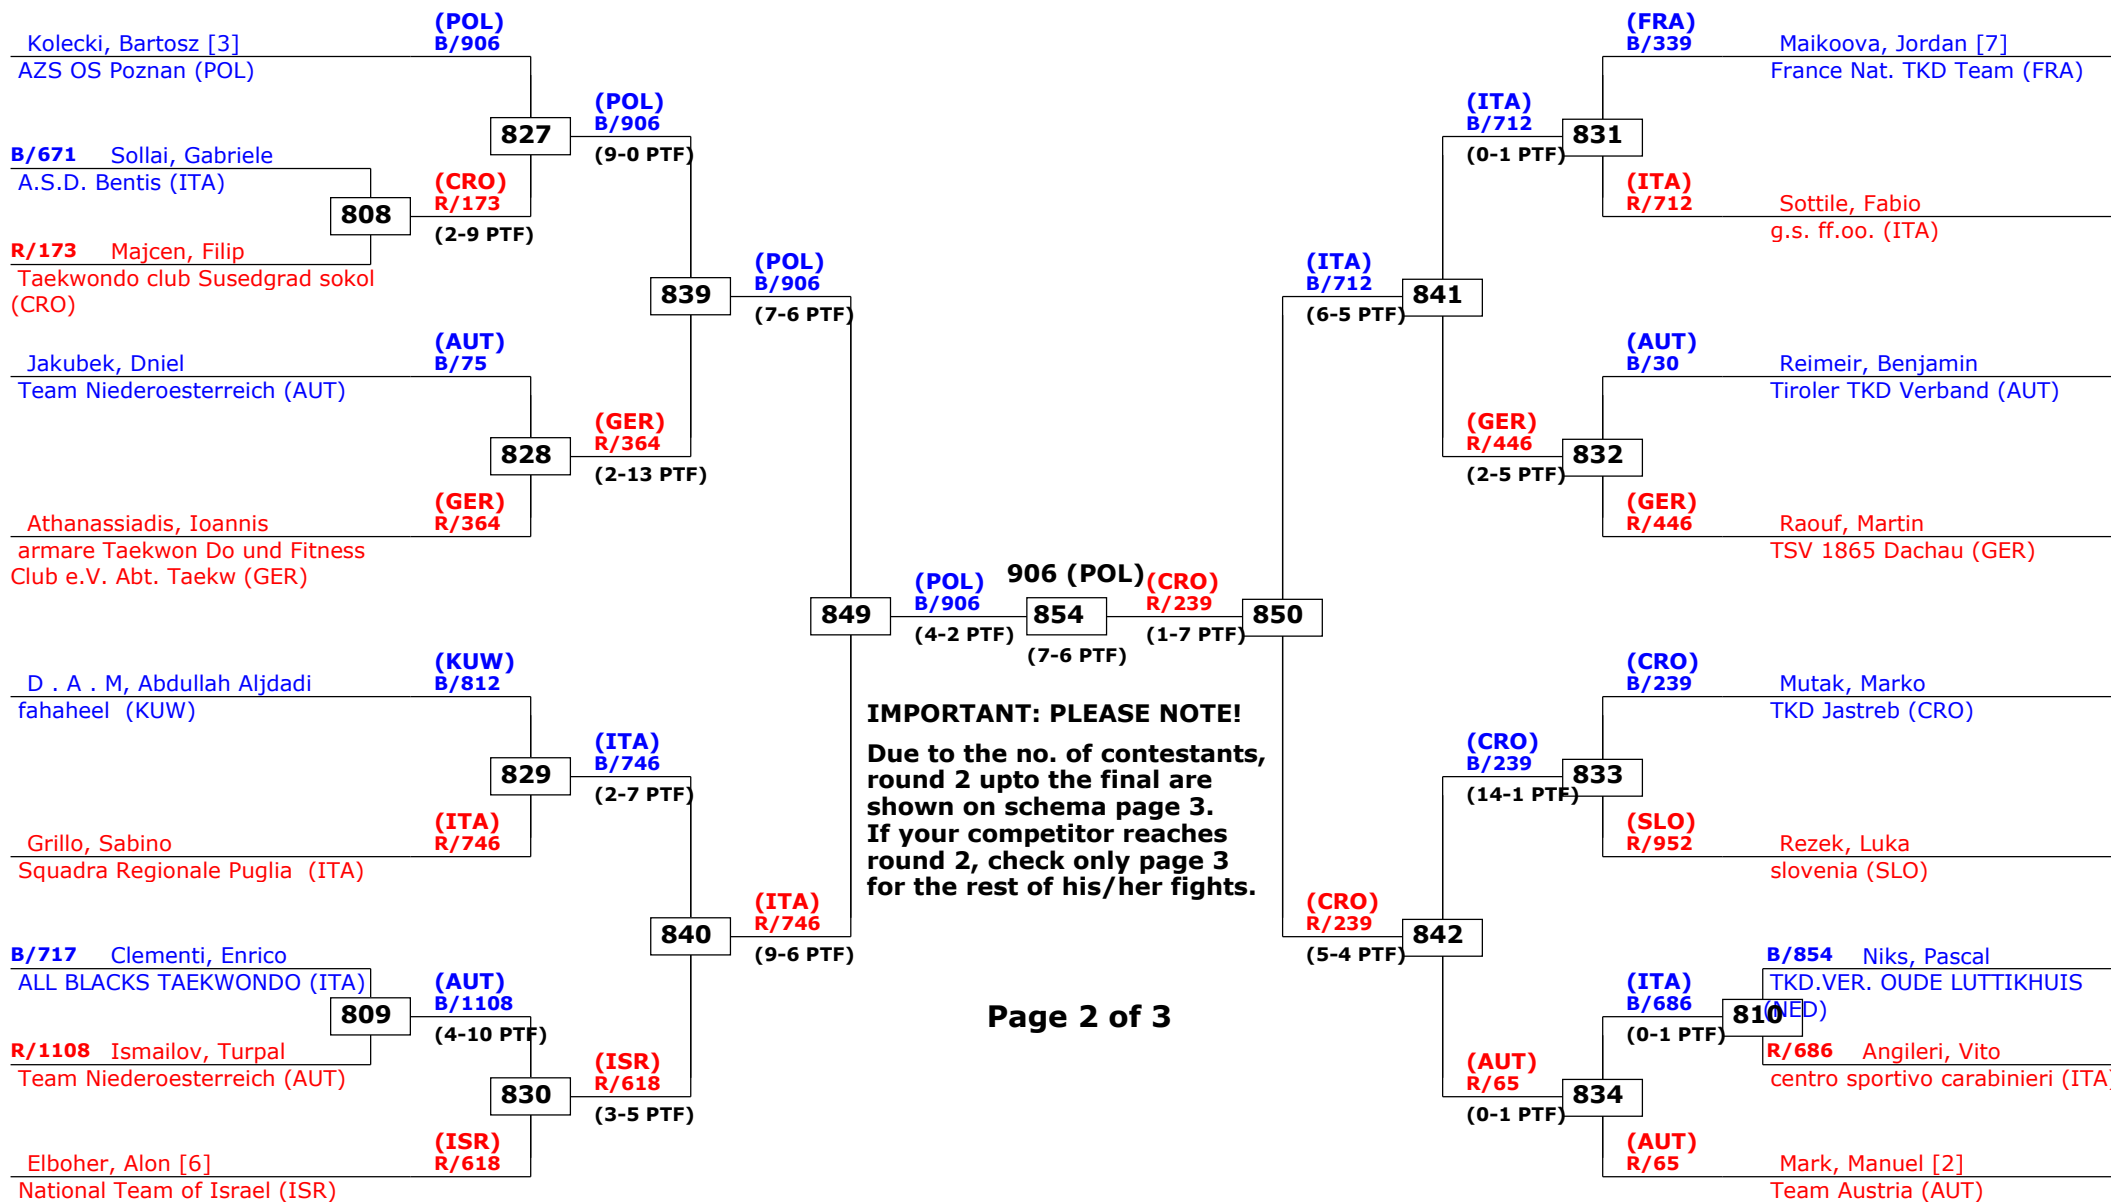 (POL)
Kolecki, Bartosz [3] B/906
AZS OS Poznan (POL)
(POL)
B/906
827
(9-0 PTF)
B/671 Sollai, Gabriele
A.S.D. Bentis (ITA)
(CRO)
R/173
808
(2-9 PTF)
R/173 Majcen, Filip
Taekwondo club Susedgrad sokol
(CRO)
(POL)
B/906
839
(7-6 PTF)
(AUT)
Jakubek, Dniel B/75
Team Niederoesterreich (AUT)
(GER)
R/364
828
(2-13 PTF)
(GER)
Athanassiadis, Ioannis R/364
armare Taekwon Do und Fitness
Club e.V. Abt. Taekw (GER)
849
(POL)
B/906
(4-2 PTF)
906 (POL)
854
(7-6 PTF)
(CRO)
R/239
(1-7 PTF)
850
(KUW)
D . A . M, Abdullah Aljdadi B/812
fahaheel (KUW)
(ITA)
B/746
829
(2-7 PTF)
(ITA)
Grillo, Sabino R/746
Squadra Regionale Puglia (ITA)
(ITA)
R/746
840
(9-6 PTF)
B/717 Clementi, Enrico
ALL BLACKS TAEKWONDO (ITA)
(AUT)
B/1108
809
(4-10 PTF)
R/1108 Ismailov, Turpal
Team Niederoesterreich (AUT)
(ISR)
R/618
830
(3-5 PTF)
(ISR)
Elboher, Alon [6] R/618
National Team of Israel (ISR)
IMPORTANT: PLEASE NOTE!
Due to the no. of contestants,
round 2 upto the final are
shown on schema page 3.
If your competitor reaches
round 2, check only page 3
for the rest of his/her fights.
Page 2 of 3
(FRA)
B/339 Maikoova, Jordan [7]
France Nat. TKD Team (FRA)
(ITA)
B/712
831
(0-1 PTF)
(ITA)
R/712 Sottile, Fabio
g.s. ff.oo. (ITA)
(ITA)
B/712
841
(6-5 PTF)
(AUT)
B/30 Reimeir, Benjamin
Tiroler TKD Verband (AUT)
(GER)
R/446
832
(2-5 PTF)
(GER)
R/446 Raouf, Martin
TSV 1865 Dachau (GER)
(CRO)
B/239 Mutak, Marko
TKD Jastreb (CRO)
(CRO)
B/239
833
(14-1 PTF)
(SLO)
R/952 Rezek, Luka
slovenia (SLO)
(CRO)
R/239
842
(5-4 PTF)
B/854 Niks, Pascal
TKD.VER. OUDE LUTTIKHUIS
(NED)
(ITA)
B/686
810
(0-1 PTF)
R/686 Angileri, Vito
centro sportivo carabinieri (ITA)
(AUT)
R/65
834
(0-1 PTF)
(AUT)
R/65 Mark, Manuel [2]
Team Austria (AUT)